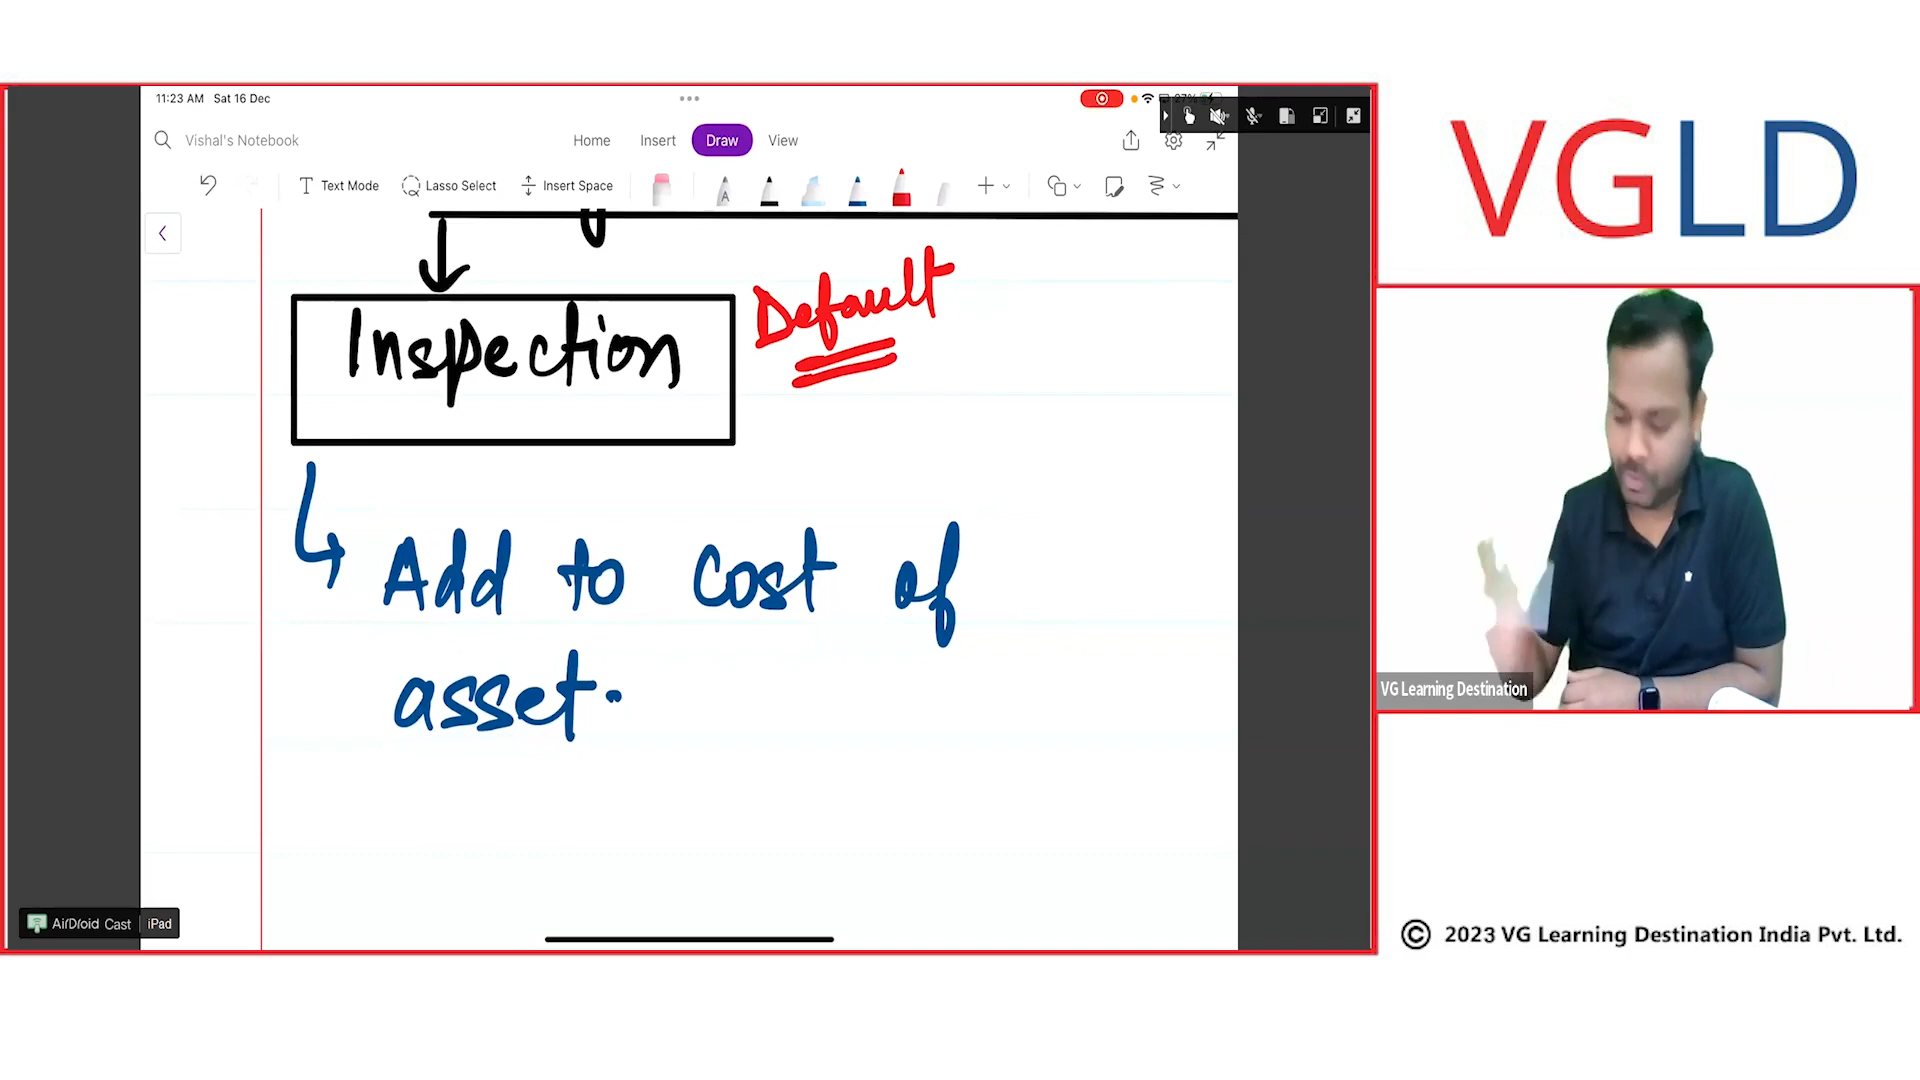 11:23 AM Sat 16 Dec
27%
Vishal's Notebook
Home Insert Draw View
Text Mode Lasso Select Insert Space
Default
Inspection
Add to cost of
asset.
AirDroid Cast iPad
VGLD
VG Learning Destination
© 2023 VG Learning Destination India Pvt. Ltd.